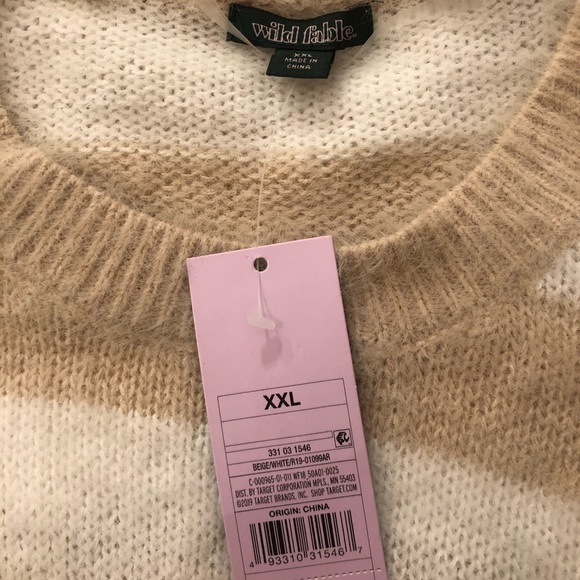 wild fable
XXL
MADE IN
CHINA
XXL
331 03 1546
BEIGE/WHITE/R19-01099AR
C-000965-01-011 WF18_50A01-0025
DIST. BY TARGET CORPORATION MPLS., MN 55403
©2019 TARGET BRANDS, INC. SHOP TARGET.COM
ORIGIN: CHINA
4 93310 31546 7